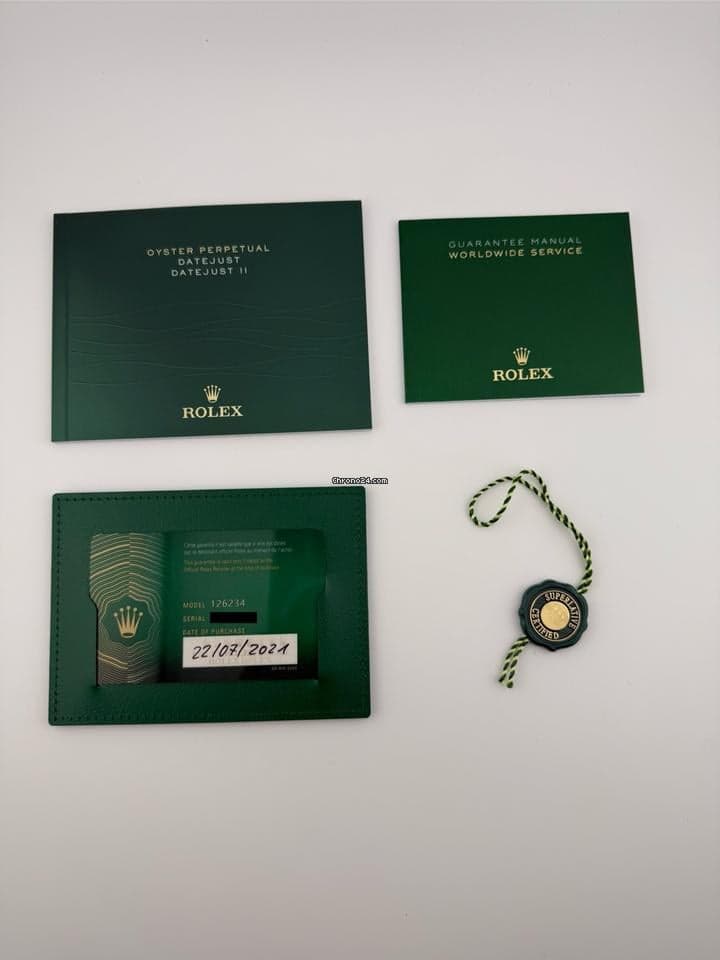 OYSTER PERPETUAL
DATEJUST
DATEJUST II
ROLEX
GUARANTEE MANUAL
WORLDWIDE SERVICE
ROLEX
Chrono24.com
MODEL 126234
SERIAL
DATE OF PURCHASE
22/07/2021
SUPERLATIVE
CERTIFIED